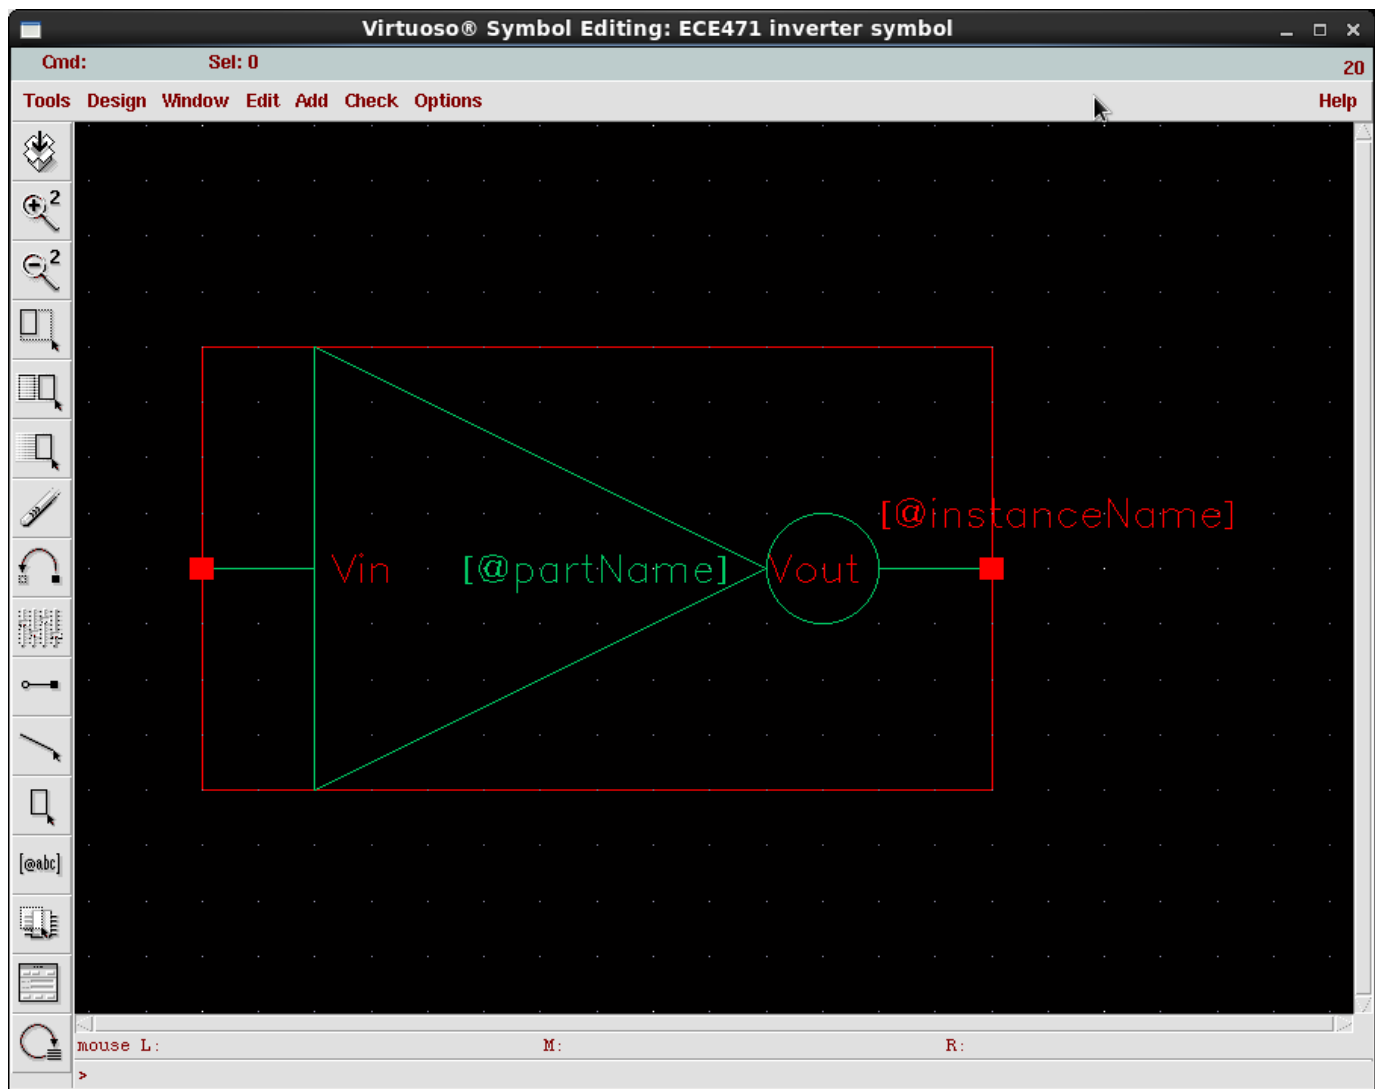 Virtuoso® Symbol Editing: ECE471 inverter symbol
Cmd: Sel: 0 20
Tools Design Window Edit Add Check Options Help
2
2
[@instanceName]
Vin [@partName] Vout
[@abc]
mouse L: M: R:
>